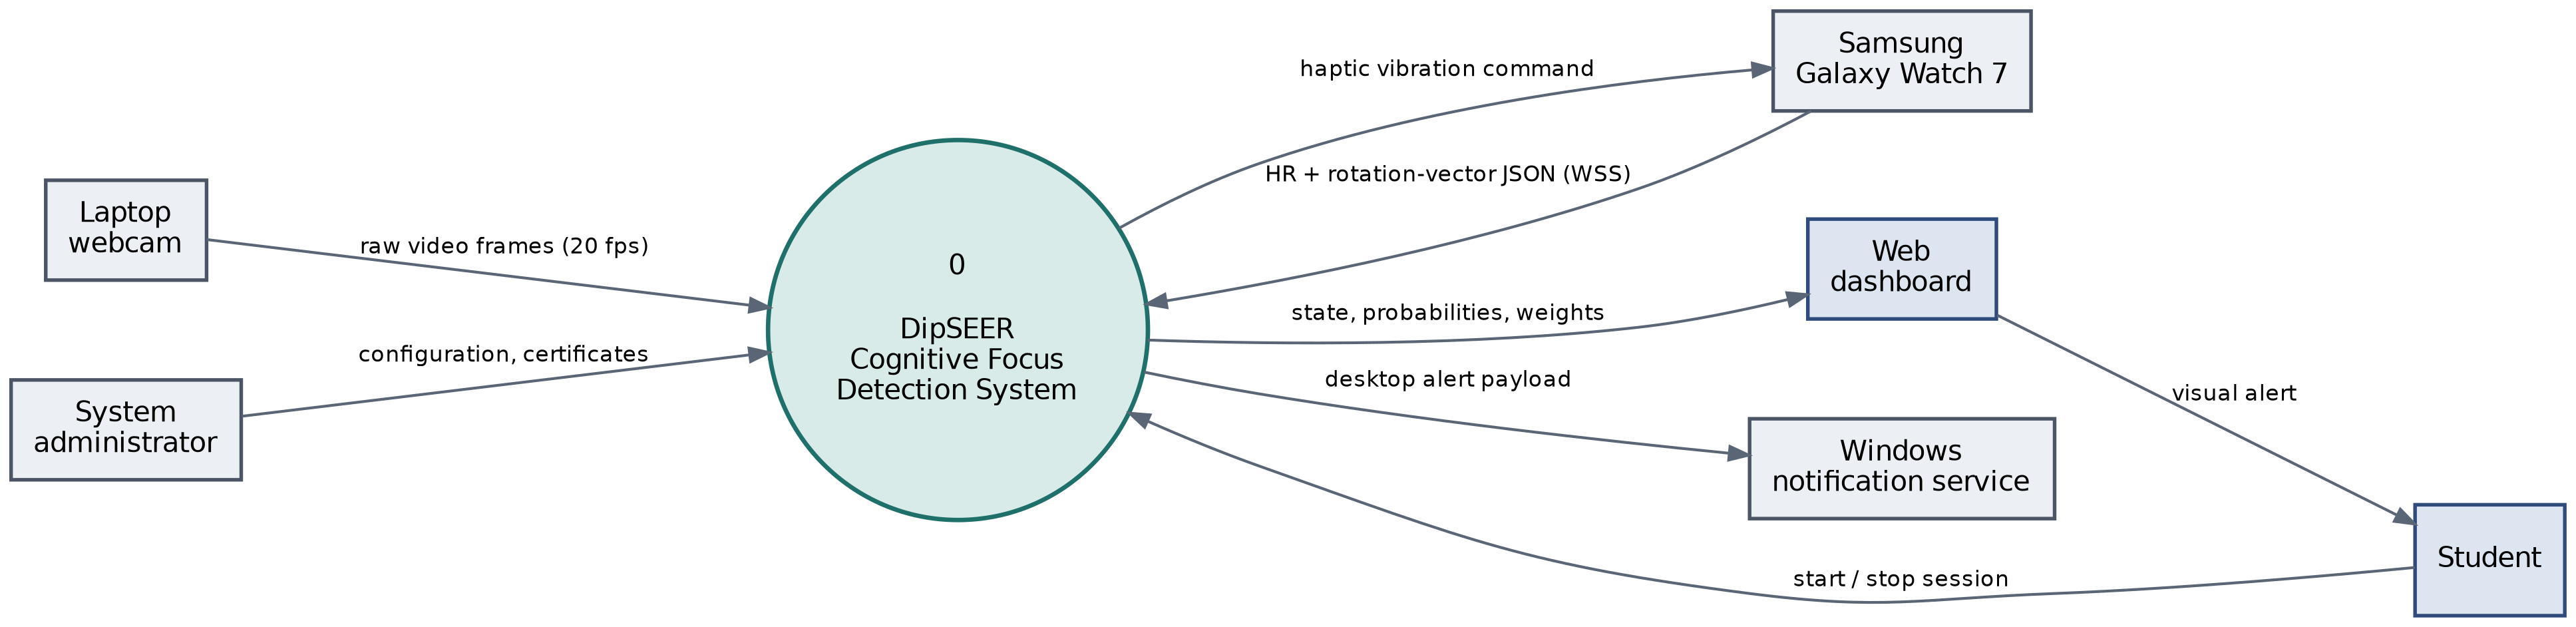 Samsung
Galaxy Watch 7
haptic vibration command
HR + rotation-vector JSON (WSS)
Laptop
webcam
raw video frames (20 fps)
0
DipSEER
Cognitive Focus
Detection System
Web
dashboard
state, probabilities, weights
configuration, certificates
desktop alert payload
visual alert
System
administrator
Windows
notification service
Student
start / stop session